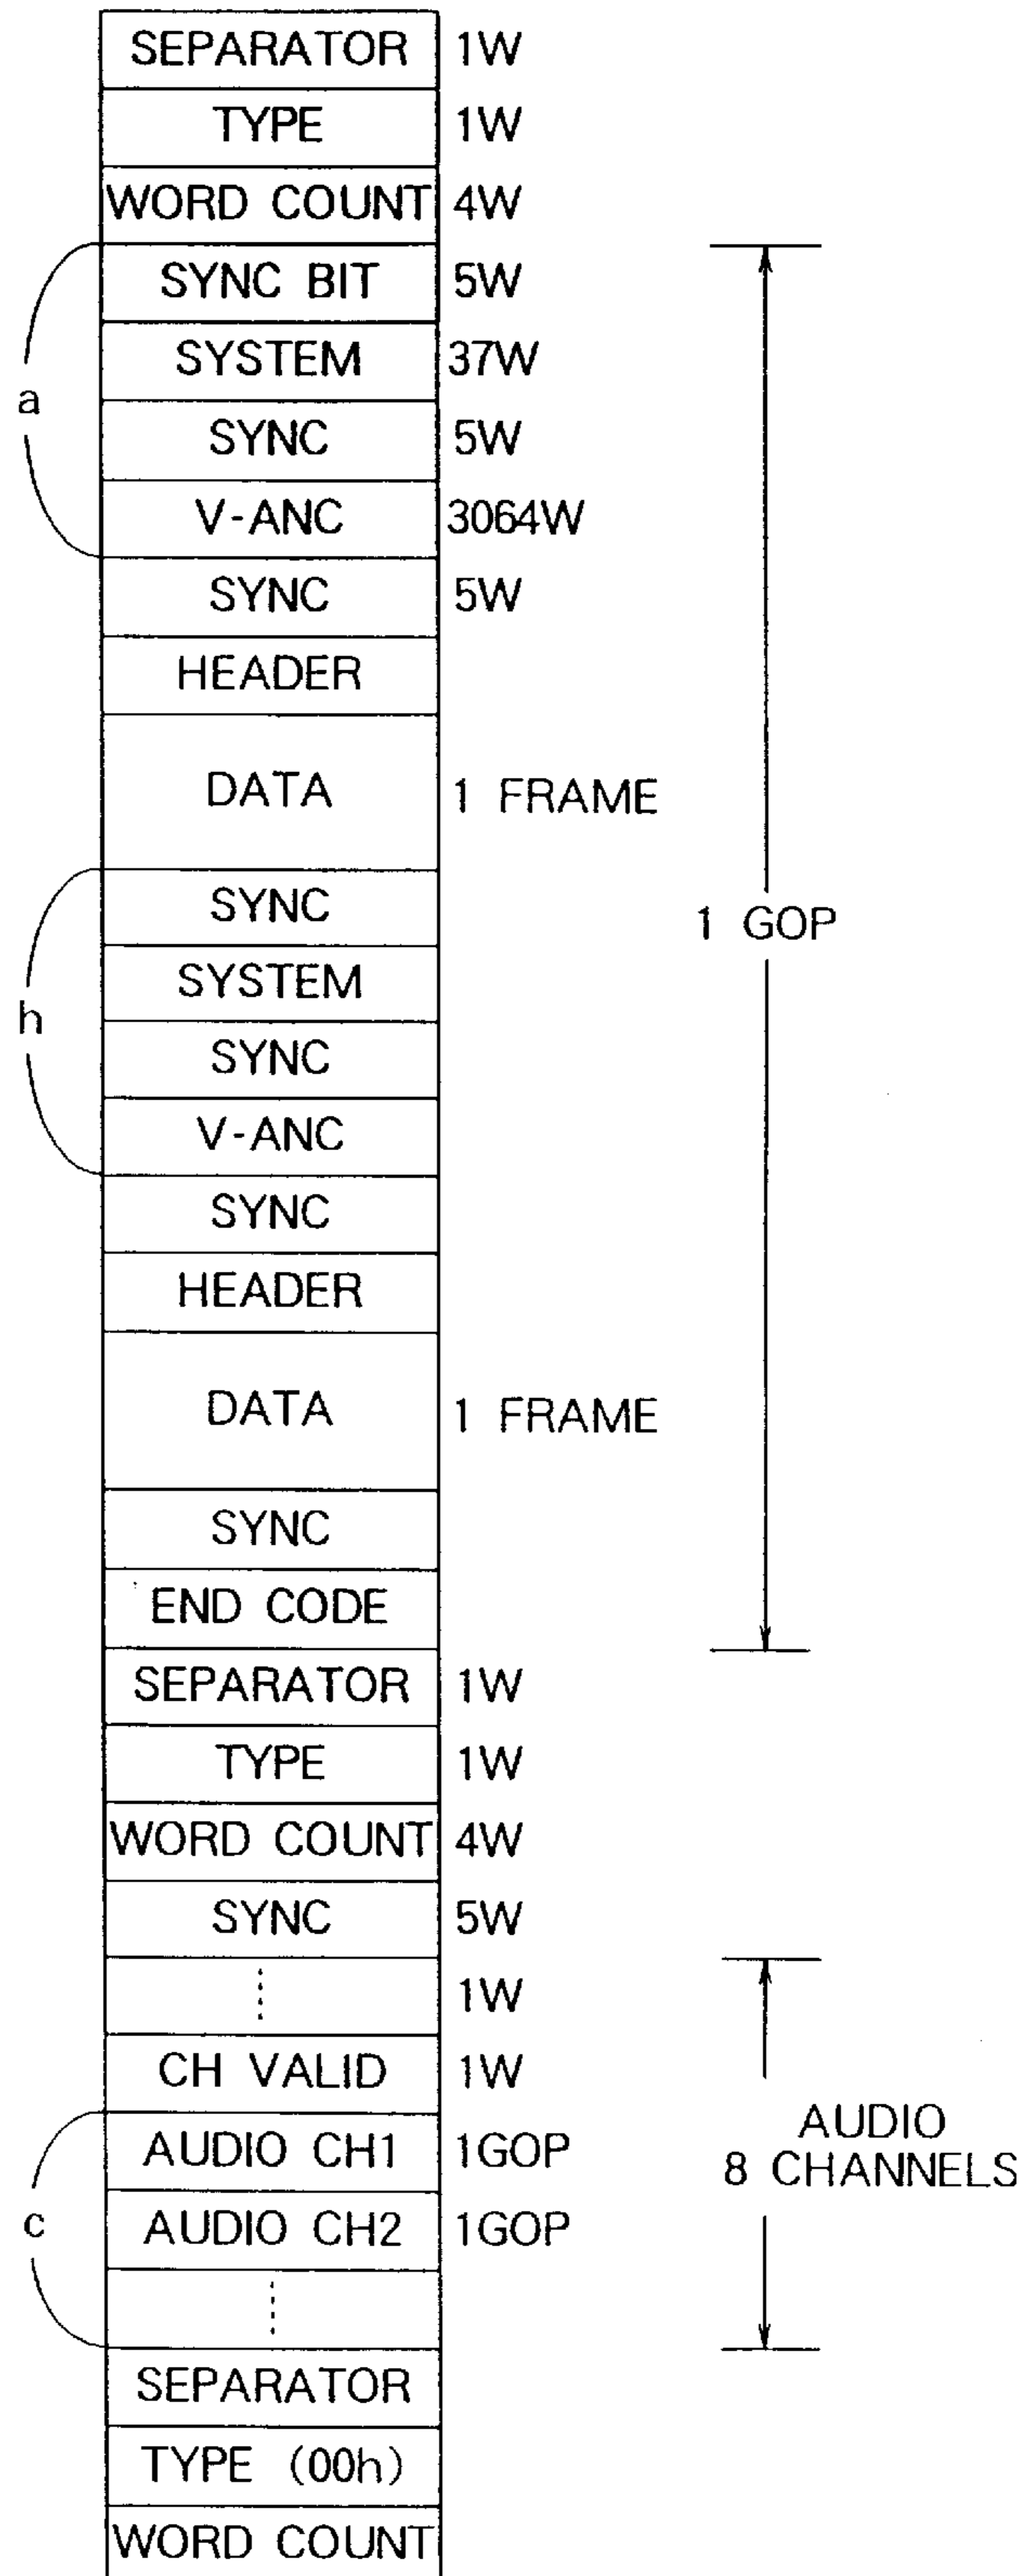 SEPARATOR 1W
TYPE 1W
WORD COUNT 4W
SYNC BIT 5W
SYSTEM 37W
a
SYNC 5W
V-ANC 3064W
SYNC 5W
HEADER
DATA 1 FRAME
SYNC
1 GOP
SYSTEM
h
SYNC
V-ANC
SYNC
HEADER
DATA 1 FRAME
SYNC
END CODE
SEPARATOR 1W
TYPE 1W
WORD COUNT 4W
SYNC 5W
1W
CH VALID 1W
AUDIO CH1 1GOP
AUDIO
8 CHANNELS
c
AUDIO CH2 1GOP
SEPARATOR
TYPE (00h)
WORD COUNT